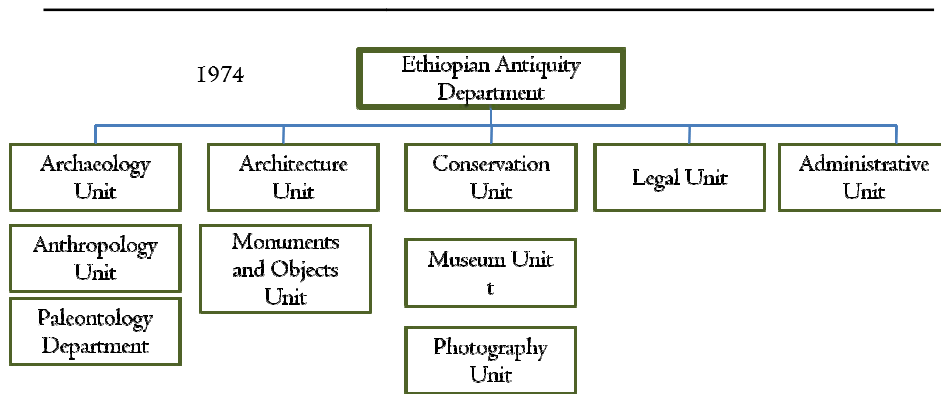 1974
Ethiopian Antiquity
Department
Archaeology
Unit
Architecture
Unit
Conservation
Unit
Legal Unit
Administrative
Unit
Anthropology
Unit
Monuments
and Objects
Unit
Museum Unit
t
Paleontology
Department
Photography
Unit